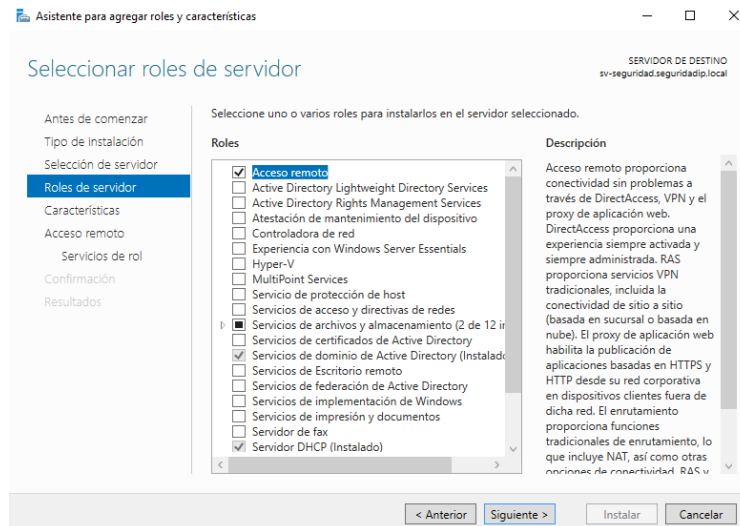 Asistente para agregar roles y características
Seleccionar roles de servidor
SERVIDOR DE DESTINO
sv-seguridad.seguridadip.local
Antes de comenzar
Tipo de instalación
Selección de servidor
Roles de servidor
Características
Acceso remoto
Servicios de rol
Confirmación
Resultados
Seleccione uno o varios roles para instalarlos en el servidor seleccionado.
Roles
Acceso remoto
Active Directory Lightweight Directory Services
Active Directory Rights Management Services
Atestación de mantenimiento del dispositivo
Controladora de red
Experiencia con Windows Server Essentials
Hyper-V
MultiPoint Services
Servicio de protección de host
Servicios de acceso y directivas de redes
Servicios de archivos y almacenamiento (2 de 12 in
Servicios de certificados de Active Directory
Servicios de dominio de Active Directory (Instalado
Servicios de Escritorio remoto
Servicios de federación de Active Directory
Servicios de implementación de Windows
Servicios de impresión y documentos
Servidor de fax
Servidor DHCP (Instalado)
Descripción
Acceso remoto proporciona
conectividad sin problemas a
través de DirectAccess, VPN y el
proxy de aplicación web.
DirectAccess proporciona una
experiencia siempre activada y
siempre administrada. RAS
proporciona servicios VPN
tradicionales, incluida la
conectividad de sitio a sitio
(basada en sucursal o basada en
nube). El proxy de aplicación web
habilita la publicación de
aplicaciones basadas en HTTPS y
HTTP desde su red corporativa
en dispositivos clientes fuera de
dicha red. El enrutamiento
proporciona funciones
tradicionales de enrutamiento, lo
que incluye NAT, así como otras
opciones de conectividad. RAS y
< Anterior
Siguiente >
Instalar
Cancelar